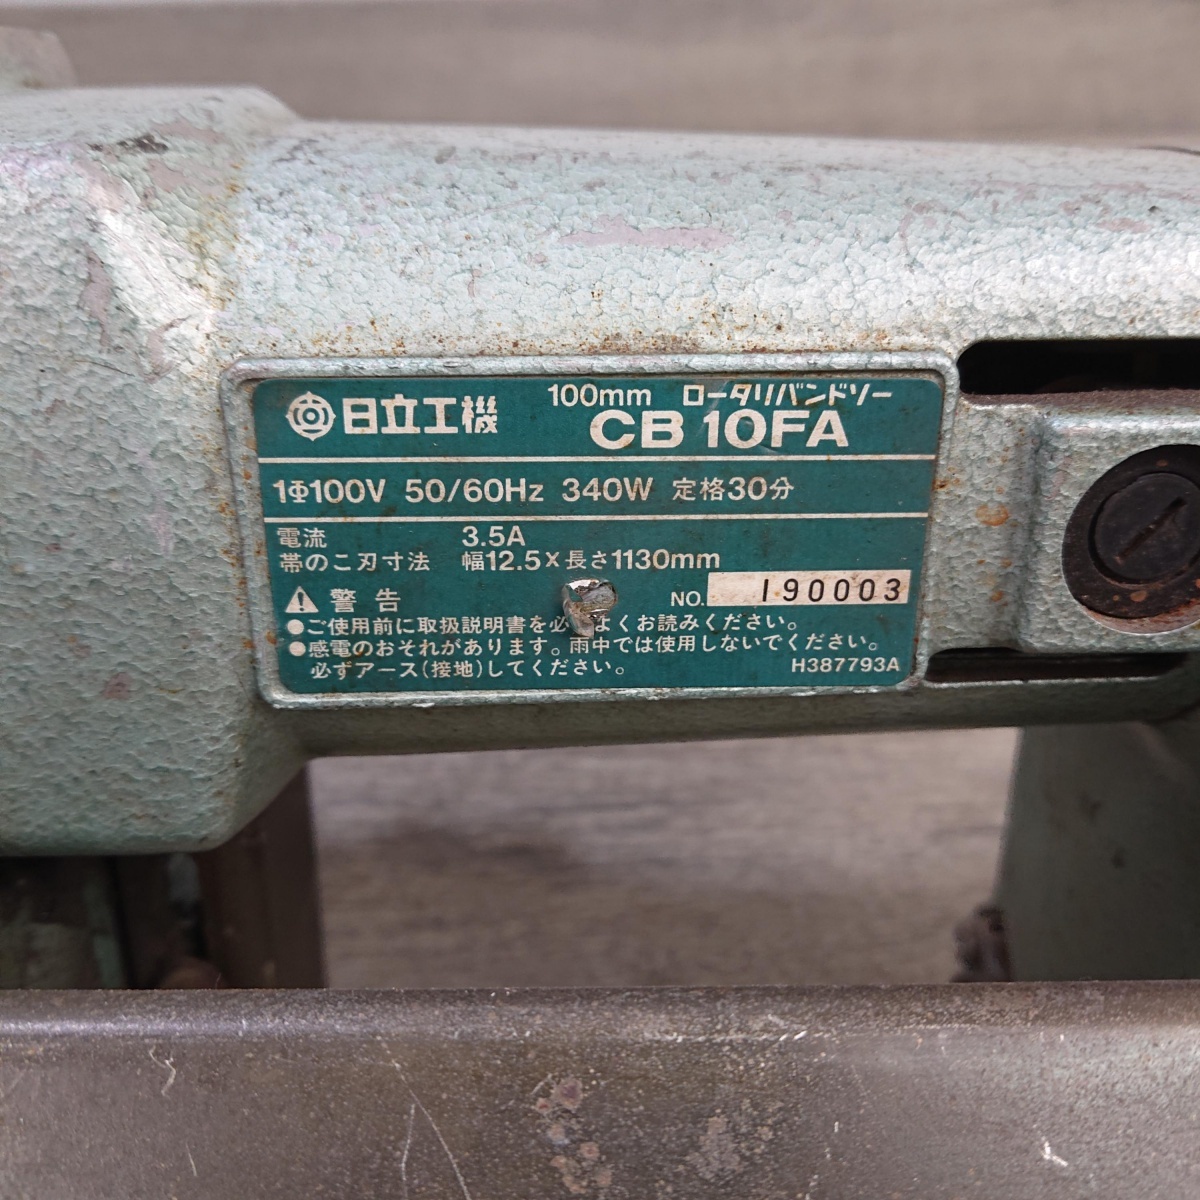 日立工機 100mm ロータリバンドソー
CB 10FA
1Φ100V 50/60Hz 340W 定格30分
電流 3.5A
帯のこ刃寸法 幅12.5×長さ1130mm
警告 NO. 190003
●ご使用前に取扱説明書を必 よくお読みください。
●感電のおそれがあります。雨中では使用しないでください。
必ずアース(接地)してください。 H387793A